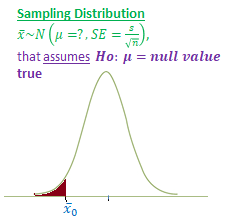 Sampling Distribution
x̄~N(μ =?, SE = s/√n),
that assumes Ho: μ = null value
true
x̄₀